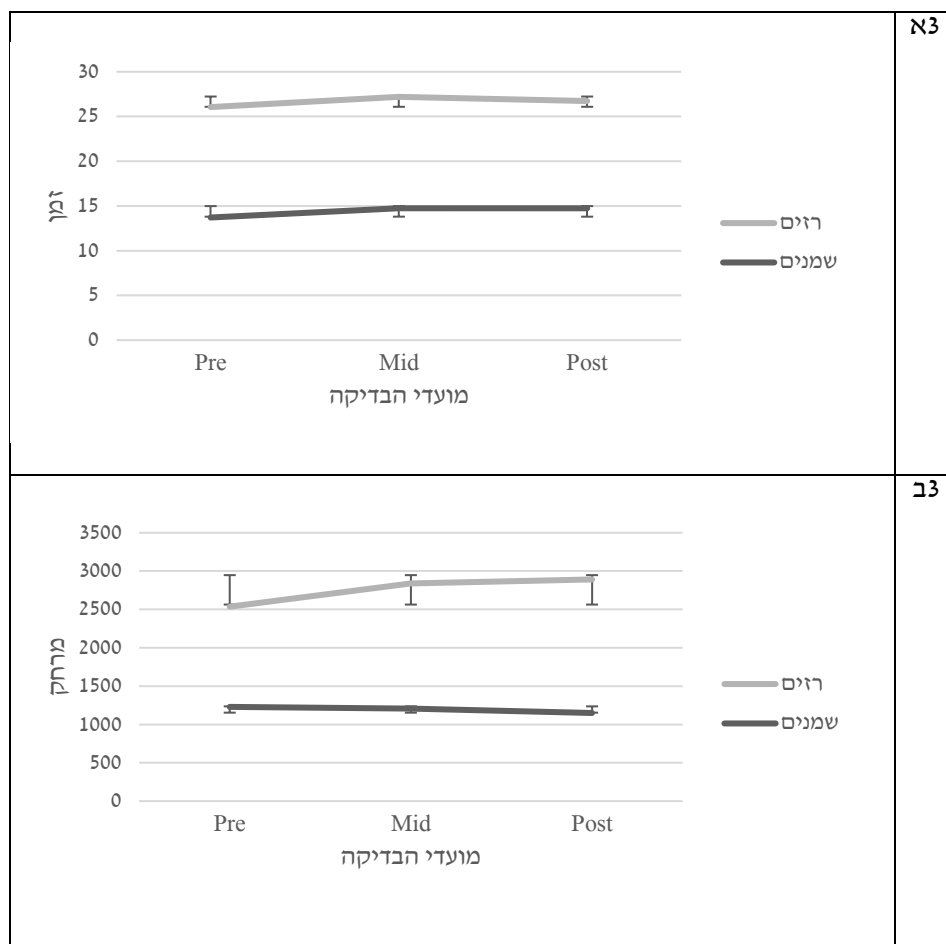 3א
30
25
20
15
10
5
0
זמן
Pre Mid Post
מועדי הבדיקה
רזים
שמנים
3ב
3500
3000
2500
2000
1500
1000
500
0
מרחק
Pre Mid Post
מועדי הבדיקה
רזים
שמנים